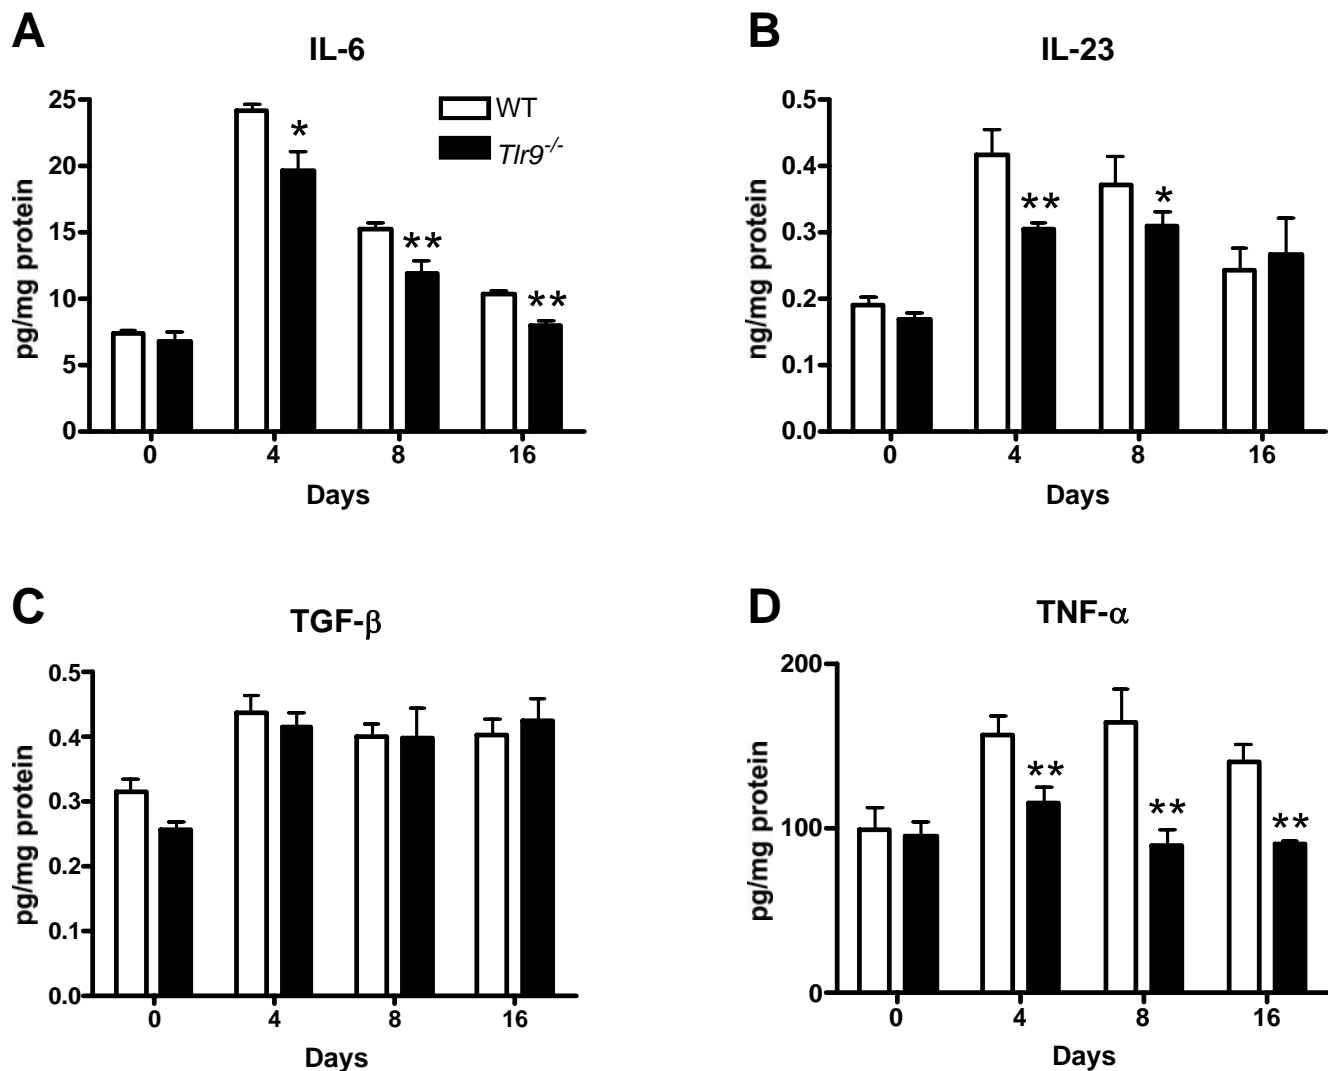 A
IL-6
25
20
15
10
5
0
pg/mg protein
WT
Tlr9-/-
*
**
**
0 4 8 16
Days
B
IL-23
0.5
0.4
0.3
0.2
0.1
0.0
ng/mg protein
**
*
0 4 8 16
Days
C
TGF-β
0.5
0.4
0.3
0.2
0.1
0.0
pg/mg protein
0 4 8 16
Days
D
TNF-α
200
100
0
pg/mg protein
**
**
**
0 4 8 16
Days